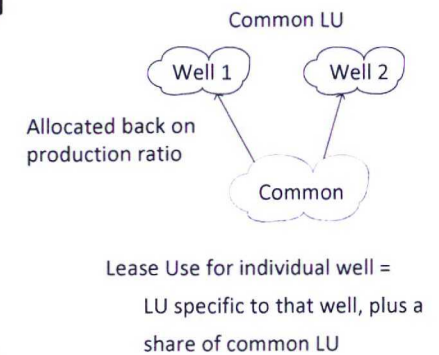 Common LU
Well 1
Well 2
Allocated back on
production ratio
Common
Lease Use for individual well =
LU specific to that well, plus a
share of common LU